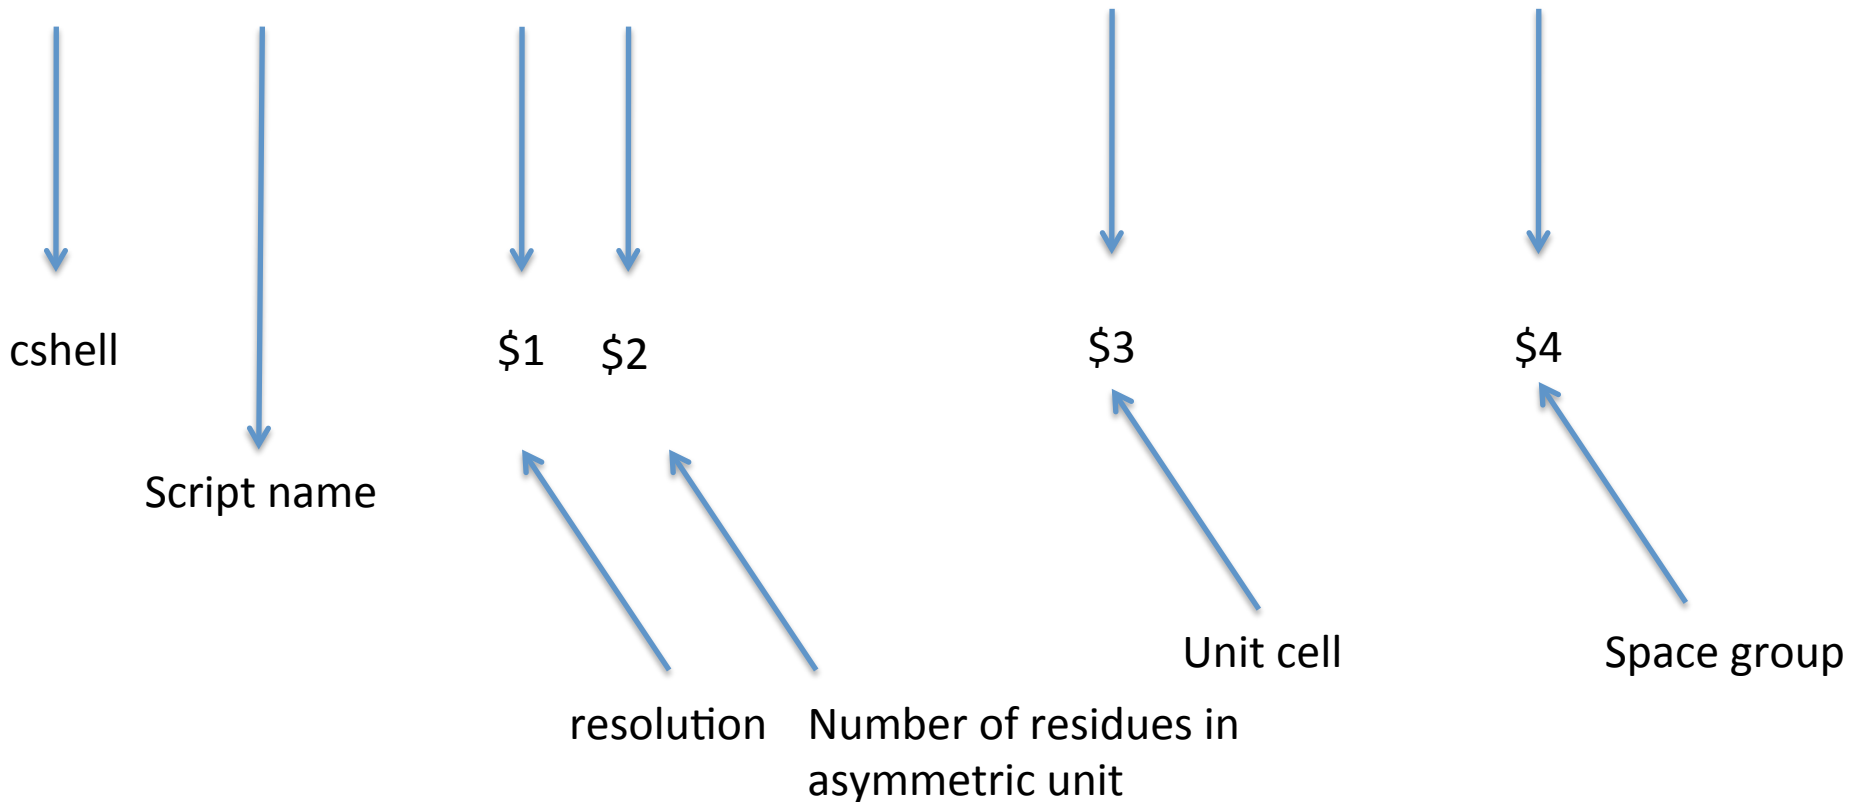 cshell
$1
$2
$3
$4
Script name
Unit cell
Space group
resolution
Number of residues in
asymmetric unit